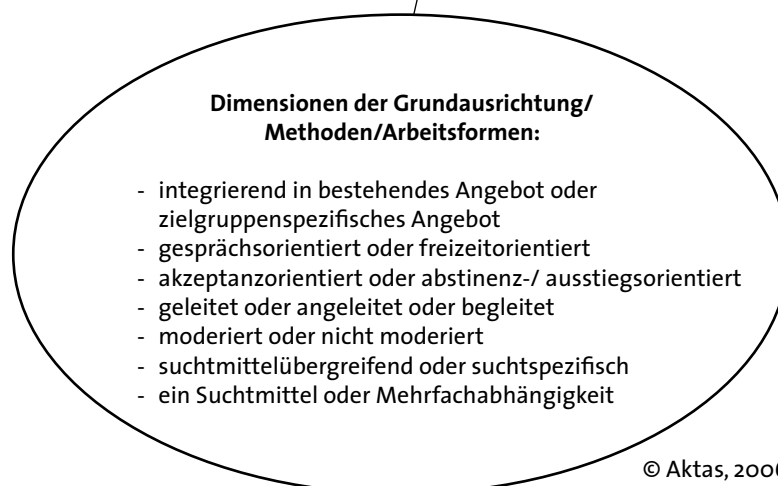 Dimensionen der Grundausrichtung/
Methoden/Arbeitsformen:
- integrierend in bestehendes Angebot oder
zielgruppenspezifisches Angebot
- gesprächsorientiert oder freizeitorientiert
- akzeptanzorientiert oder abstinenz-/ ausstiegsorientiert
- geleitet oder angeleitet oder begleitet
- moderiert oder nicht moderiert
- suchtmittelübergreifend oder suchtspezifisch
- ein Suchtmittel oder Mehrfachabhängigkeit
© Aktas, 2006